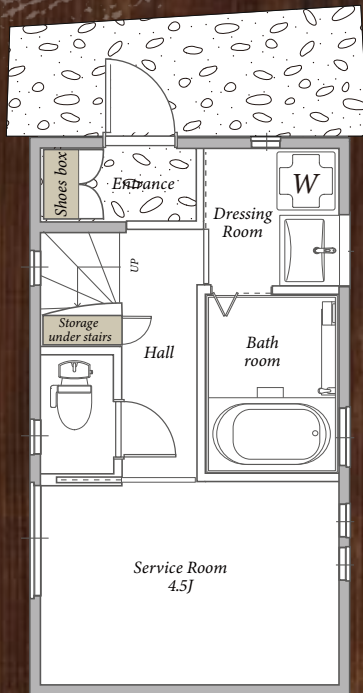 Shoes box
Entrance
W
Dressing
Room
UP
Storage
under stairs
Hall
Bath
room
Service Room
4.5J